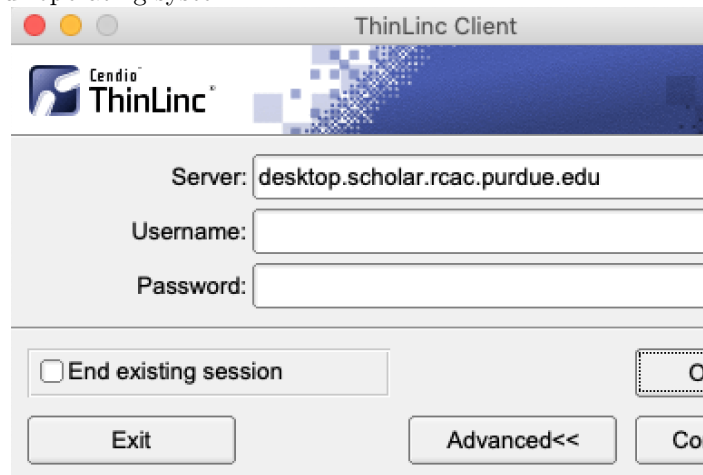 ThinLinc Client
Cendio
ThinLinc
Server: desktop.scholar.rcac.purdue.edu
Username:
Password:
End existing session
Exit Advanced<<